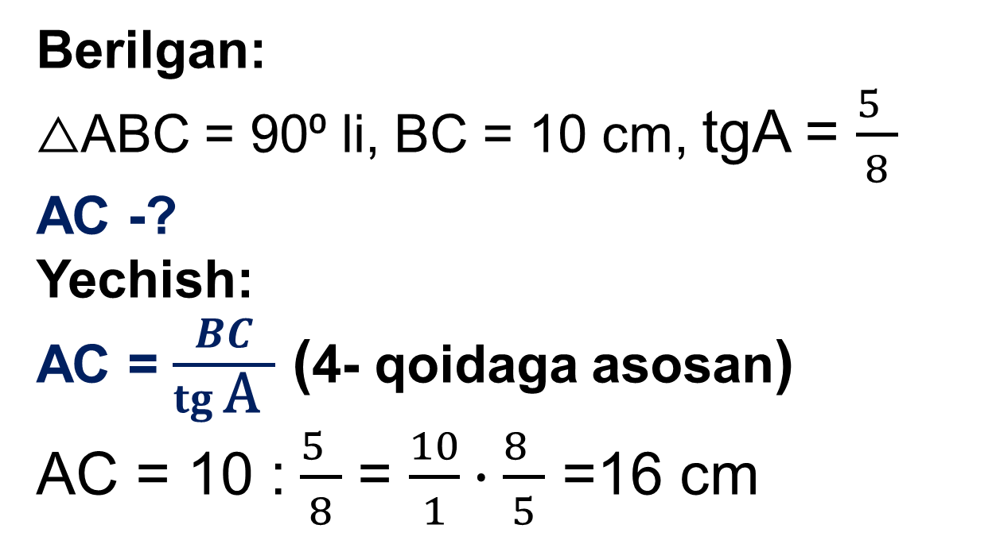 Berilgan:
△ABC = 90⁰ li, BC = 10 cm, tgA = 5/8
AC -?
Yechish:
AC = BC/tg A (4- qoidaga asosan)
AC = 10 : 5/8 = 10/1 · 8/5 =16 cm